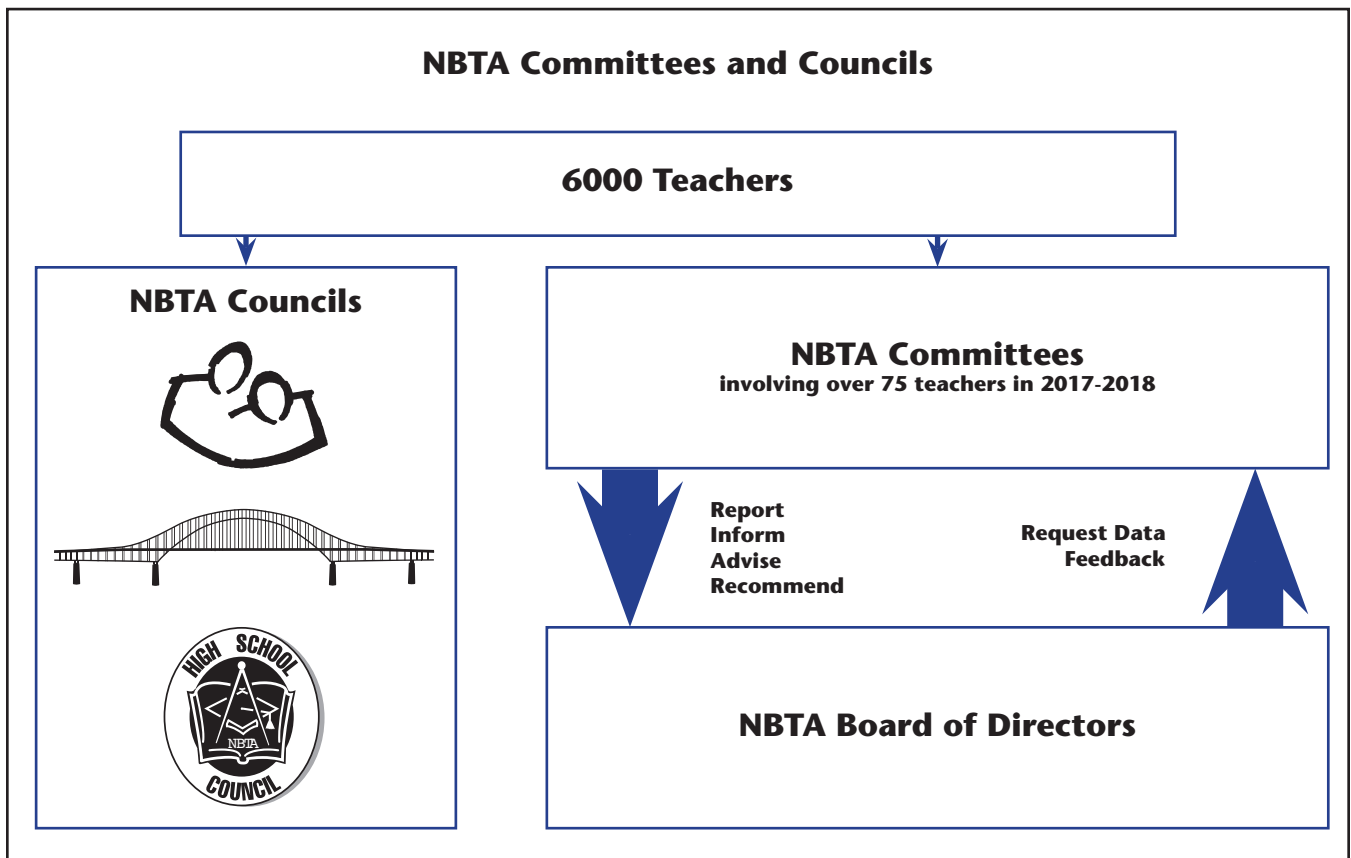 NBTA Committees and Councils
6000 Teachers
NBTA Councils
HIGH SCHOOL
NBTA
COUNCIL
NBTA Committees
involving over 75 teachers in 2017-2018
Report
Inform
Advise
Recommend
Request Data
Feedback
NBTA Board of Directors